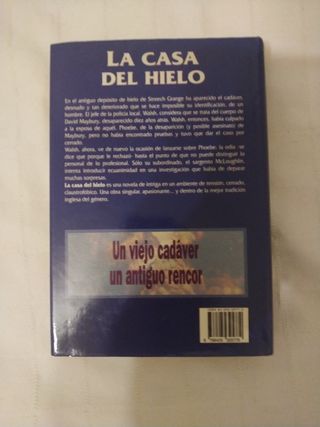 LA CASA
DEL HIELO
En el antiguo depósito de hielo de Streech Grange ha aparecido el cadáver,
desnudo y tan deteriorado que se hace imposible su identificación, de un
hombre. El jefe de la policía local, Walsh, considera que se trata del cuerpo de
David Maybury, desaparecido diez años atrás. Walsh, entonces, había culpado
a la esposa de aquél, Phoebe, de la desaparición (y posible asesinato) de
Maybury, pero no había encontrado pruebas y tuvo que dar el caso por
cerrado.
Walsh, ahora, ve de nuevo la ocasión de lanzarse sobre Phoebe: la odia -se
dice que porque le rechazó- hasta el punto de que no puede distinguir lo
personal de lo profesional. Sólo su subordinado, el sargento McLoughlin,
intenta introducir ecuanimidad en una investigación que habría de deparar
muchas sorpresas.
La casa del hielo es una novela de intriga en un ambiente de tensión, cerrado,
claustrofóbico. Una obra singular, apasionante... y dentro de la mejor tradición
inglesa del género.
Un viejo cadáver
un antiguo rencor